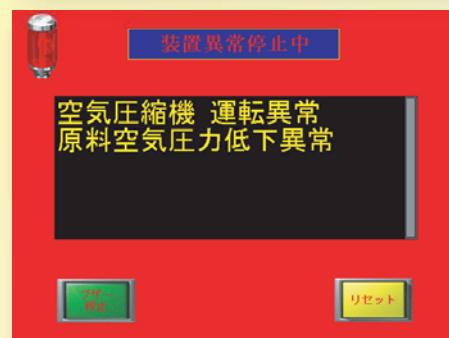 装置異常停止中
空気圧縮機 運転異常
原料空気圧力低下異常
ブザー
停止
リセット